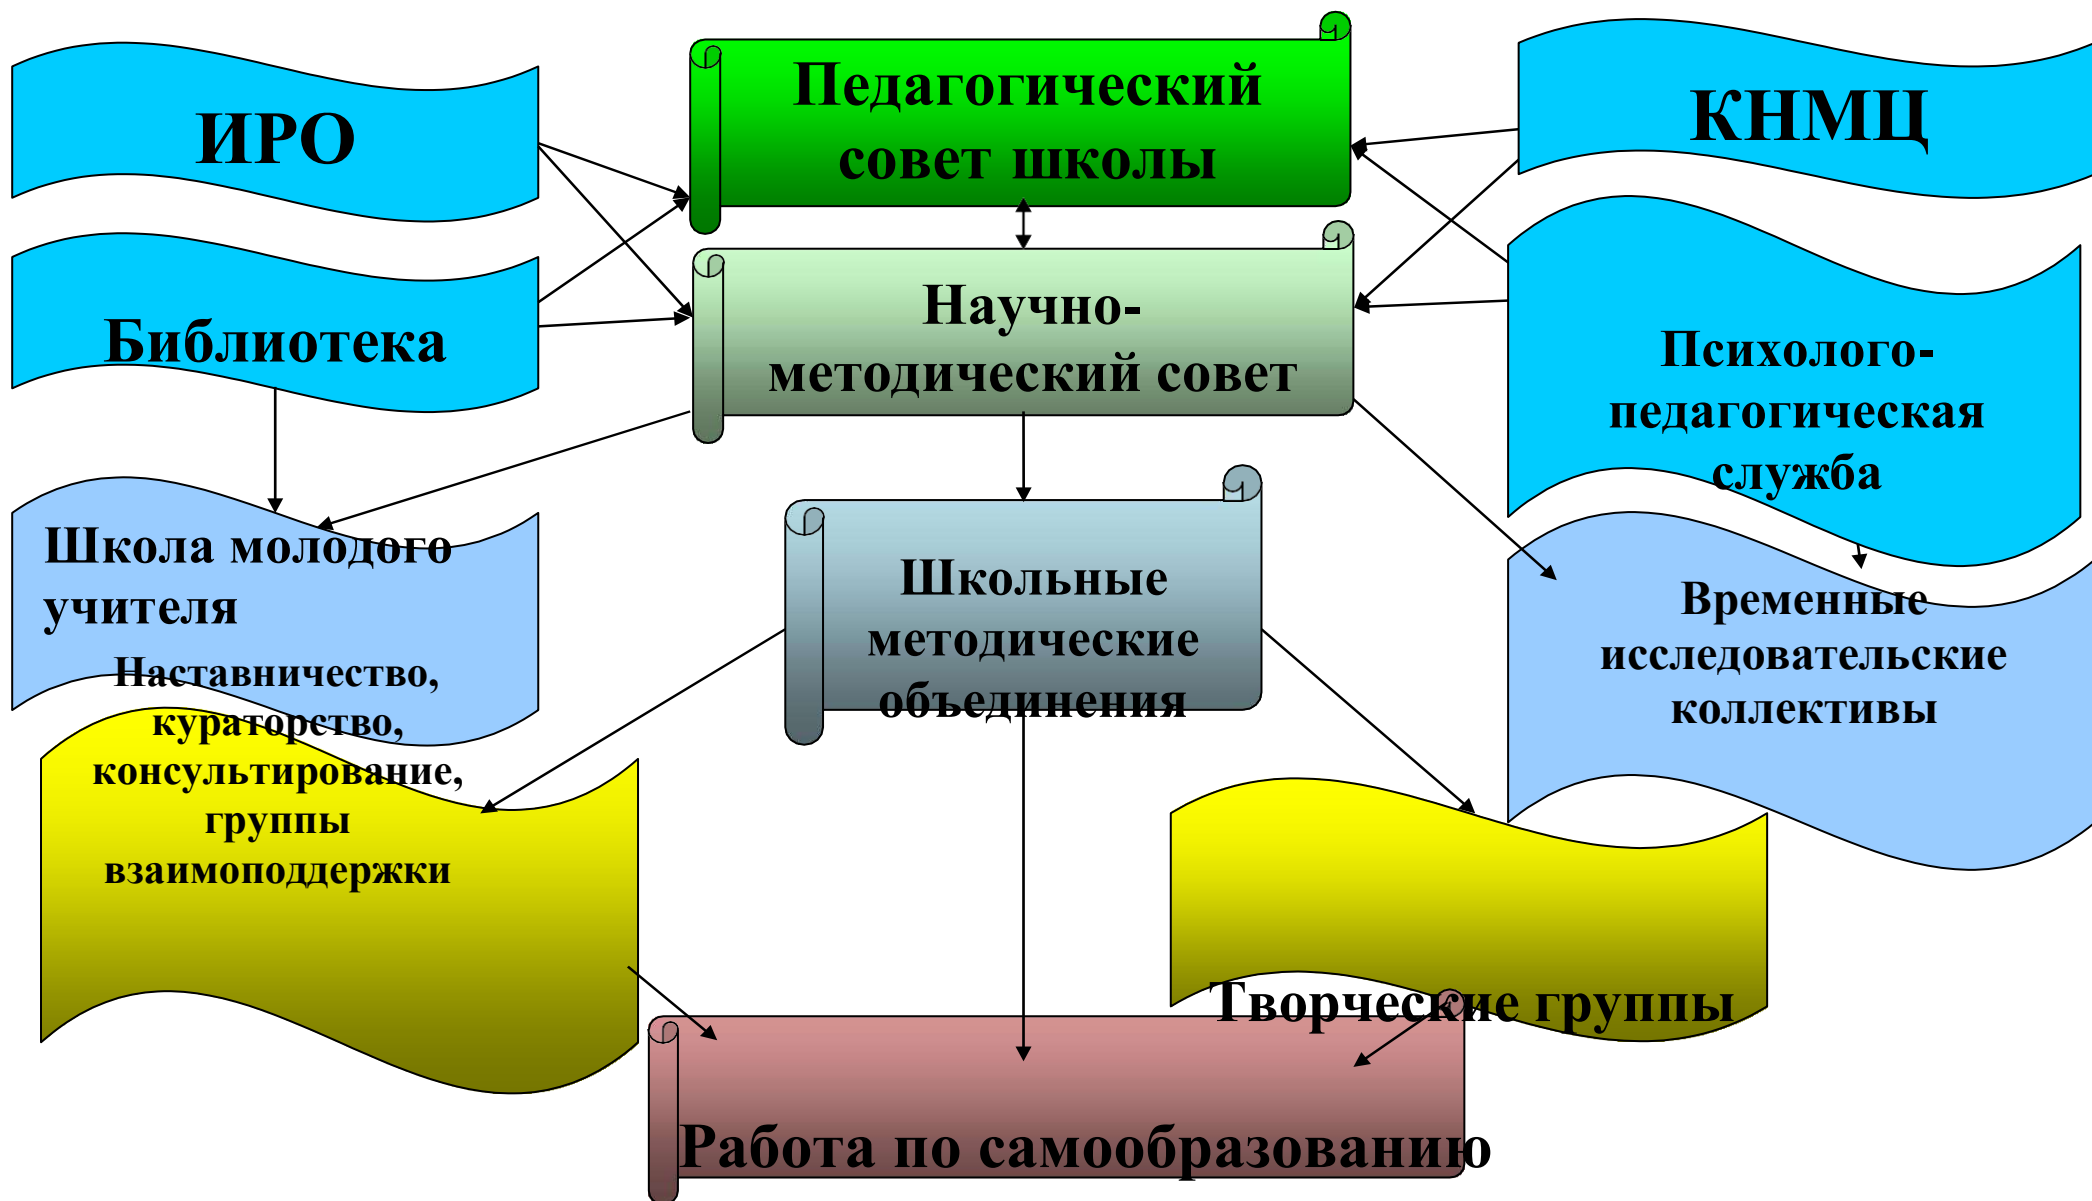 ИРО
Педагогический
совет школы
КНМЦ
Библиотека
Научно-
методический совет
Психолого-
педагогическая
служба
Школа молодого
учителя
Школьные
методические
объединения
Временные
исследовательские
коллективы
Наставничество,
кураторство,
консультирование,
группы
взаимоподдержки
Творческие группы
Работа по самообразованию